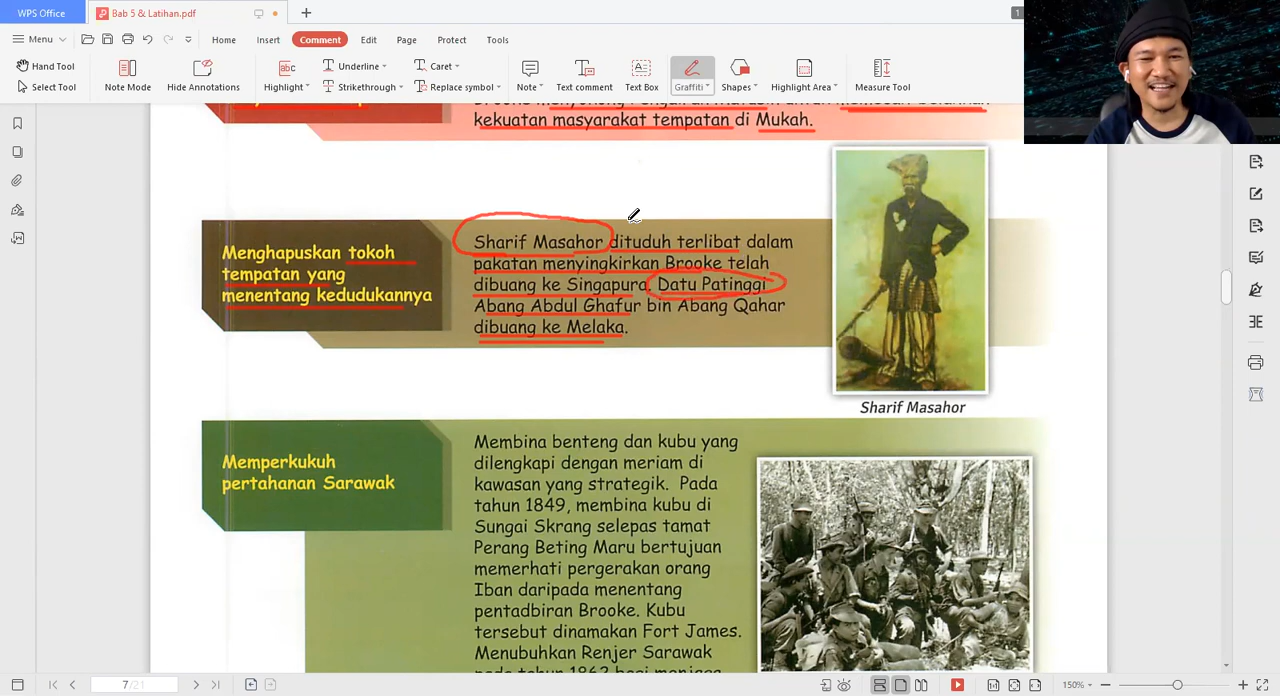 WPS Office
Bab 5 & Latihan.pdf
1
Menu
Home
Insert
Comment
Edit
Page
Protect
Tools
Hand Tool
Select Tool
Note Mode
Hide Annotations
Highlight
Underline
Strikethrough
Caret
Replace symbol
Note
Text comment
Text Box
Graffiti
Shapes
Highlight Area
Measure Tool
kekuatan masyarakat tempatan di Mukah.
Menghapuskan tokoh
tempatan yang
menentang kedudukannya
Sharif Masahor dituduh terlibat dalam
pakatan menyingkirkan Brooke telah
dibuang ke Singapura. Datu Patinggi
Abang Abdul Ghafur bin Abang Qahar
dibuang ke Melaka.
Sharif Masahor
Memperkukuh
pertahanan Sarawak
Membina benteng dan kubu yang
dilengkapi dengan meriam di
kawasan yang strategik. Pada
tahun 1849, membina kubu di
Sungai Skrang selepas tamat
Perang Beting Maru bertujuan
memerhati pergerakan orang
Iban daripada menentang
pentadbiran Brooke. Kubu
tersebut dinamakan Fort James.
Menubuhkan Renjer Sarawak
7/21
150%